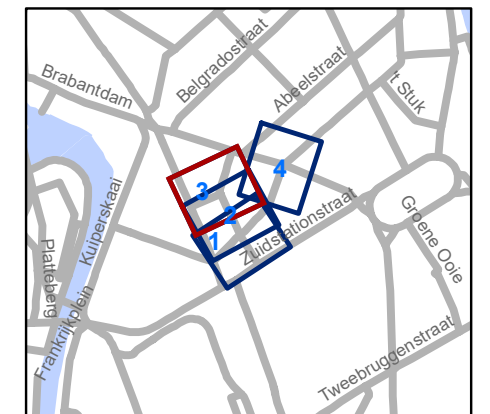 Belgradostraat
Abeelstraat
Brabantdam
t Stuk
4
3
2
1
Kuiperskaai
Zuidstationstraat
Groene Ooie
Platteberg
Frankrijkplein
Tweebruggenstraat